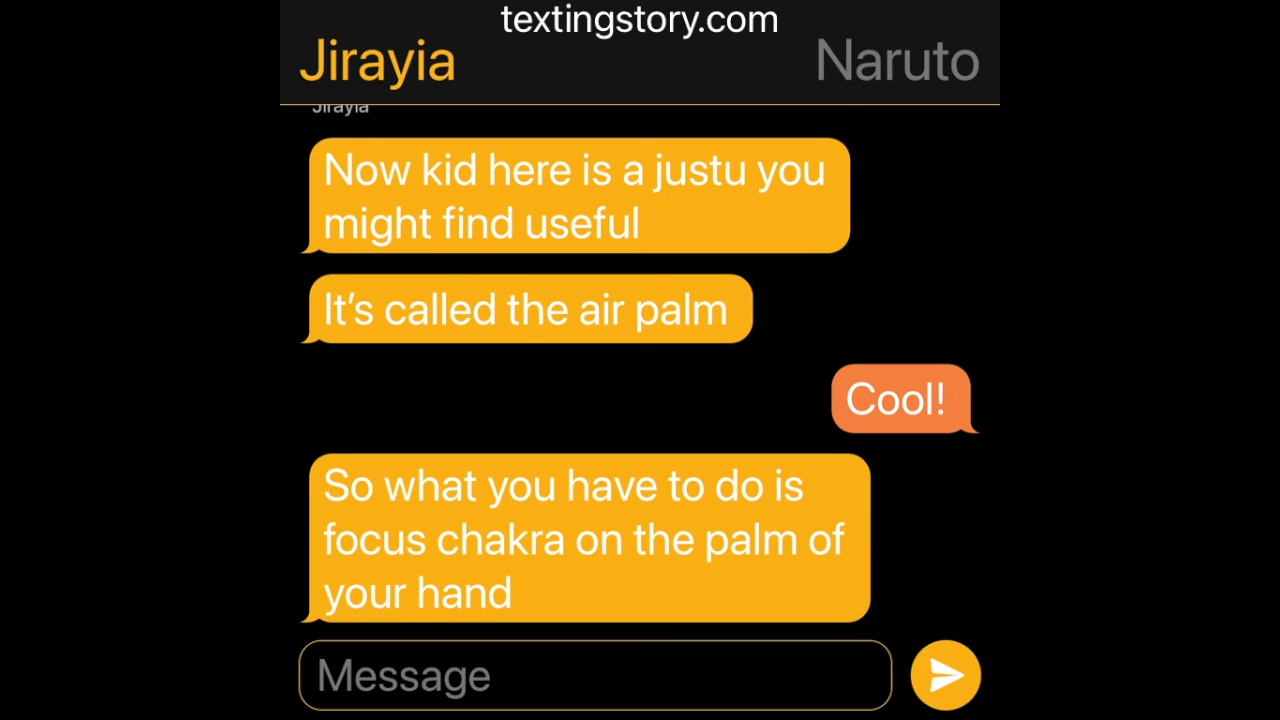 textingstory.com
Jirayia
Naruto
Jirayia
Now kid here is a justu you
might find useful
It’s called the air palm
Cool!
So what you have to do is
focus chakra on the palm of
your hand
Message